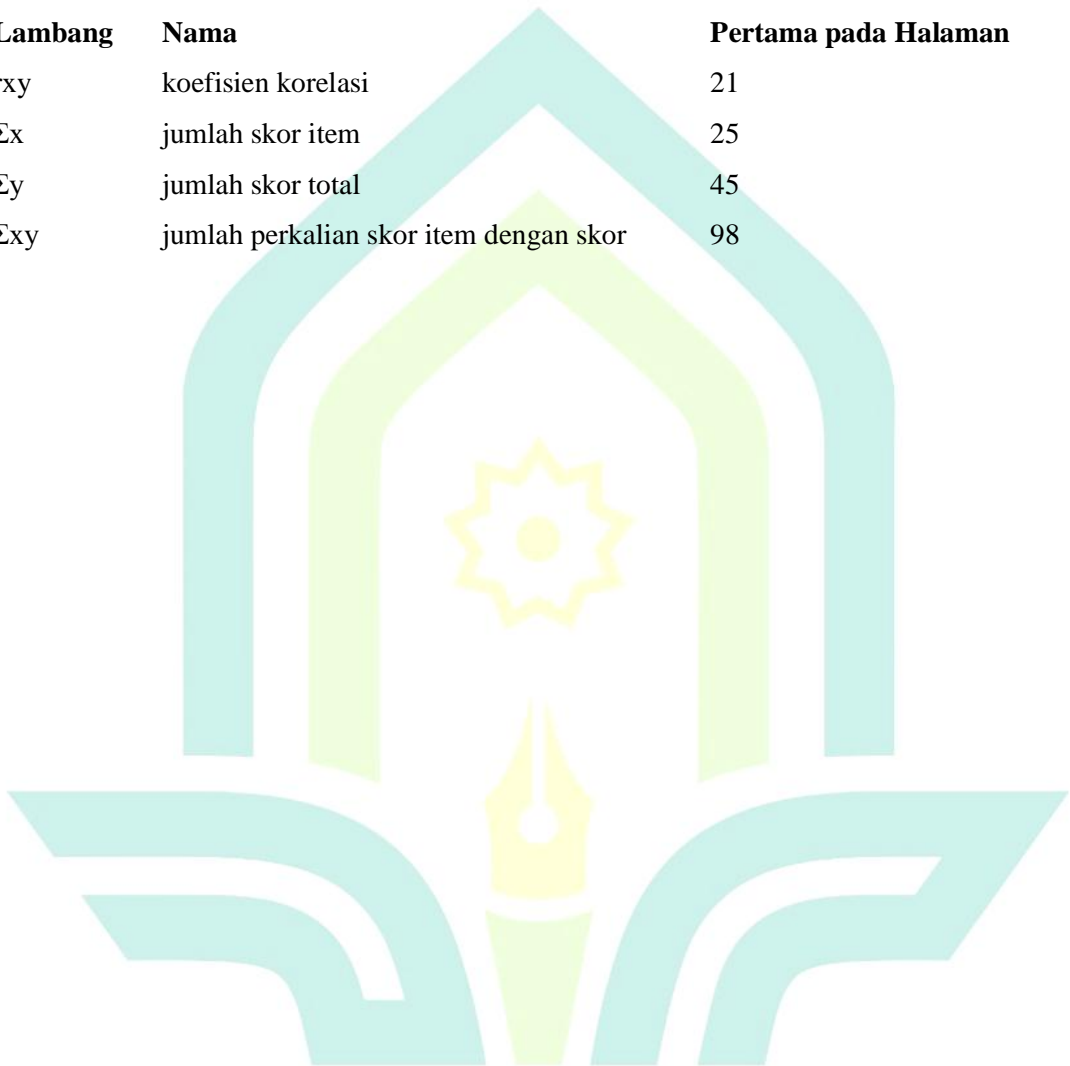 Lambang Nama Pertama pada Halaman
rxy koefisien korelasi 21
Σx jumlah skor item 25
Σy jumlah skor total 45
Σxy jumlah perkalian skor item dengan skor 98